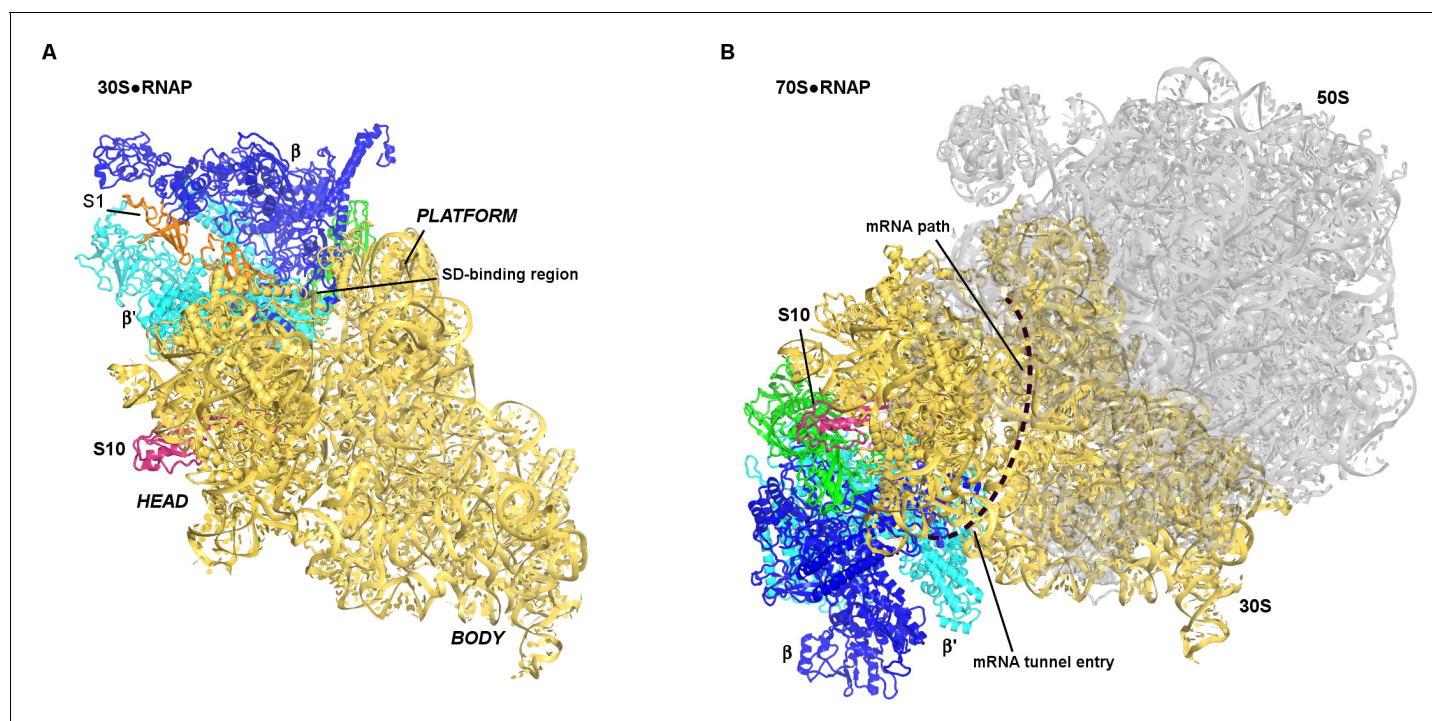 A
30S•RNAP
β
S1
PLATFORM
SD-binding region
β'
S10
HEAD
BODY
B
70S•RNAP
50S
mRNA path
S10
30S
β'
β
mRNA tunnel entry